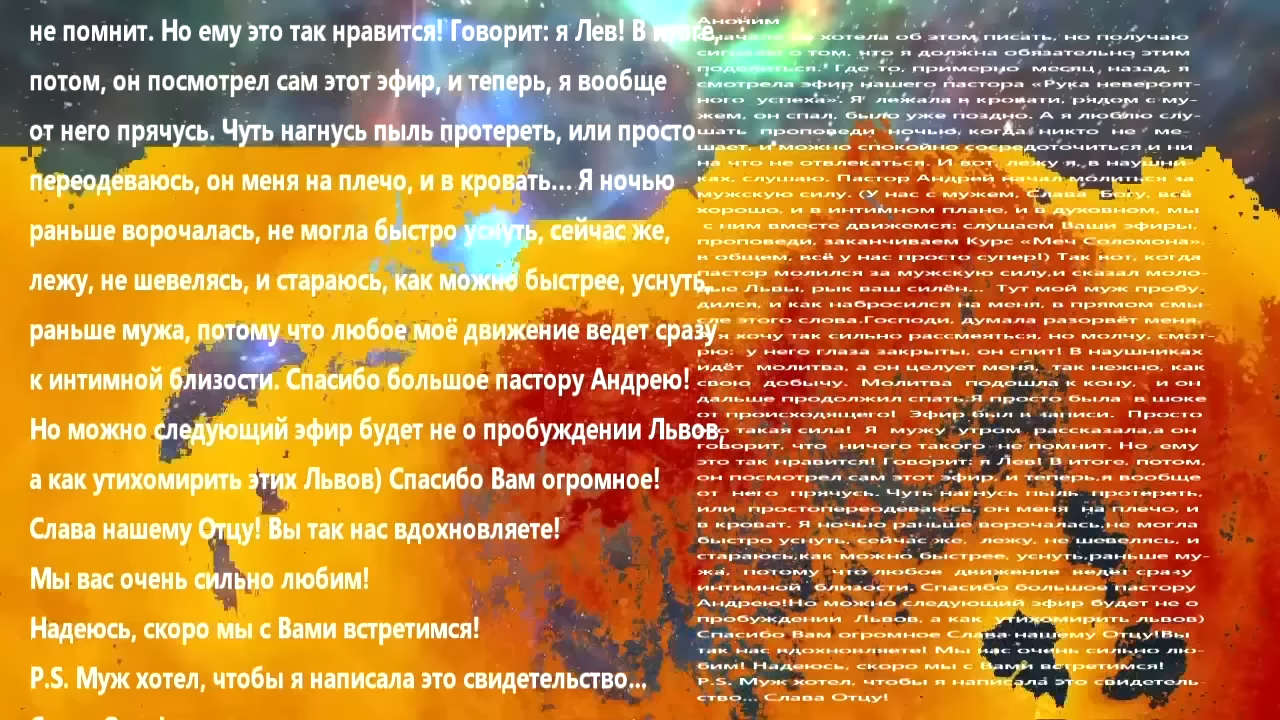 не помнит. Но ему это так нравится! Говорит: я Лев! В итоге,
потом, он посмотрел сам этот эфир, и теперь, я вообще
от него прячусь. Чуть нагнусь пыль протереть, или просто
переодеваюсь, он меня на плечо, и в кровать... Я ночью
раньше ворочалась, не могла быстро уснуть, сейчас же,
лежу, не шевелясь, и стараюсь, как можно быстрее, уснуть,
раньше мужа, потому что любое моё движение ведет сразу
к интимной близости. Спасибо большое пастору Андрею!
Но можно следующий эфир будет не о пробуждении Львов,
а как утихомирить этих Львов) Спасибо Вам огромное!
Слава нашему Отцу! Вы так нас вдохновляете!
Мы вас очень сильно любим!
Надеюсь, скоро мы с Вами встретимся!
P.S. Муж хотел, чтобы я написала это свидетельство...
Аноним
не хотела об этом писать, но получаю
о том, что я должна обязательно этим
поделиться. Где то, примерно месяц назад, я
смотрела эфир нашего пастора «Рука невероят-
ного успеха». Я лежала в кровати, рядом с му-
жем, он спал, было уже поздно. А я люблю слу-
шать проповеди ночью, когда никто не ме-
шает, и можно спокойно сосредоточиться и ни
на что не отвлекаться. И вот, лежу я, в наушни-
ках, слушаю. Пастор Андрей начал молиться за
мужскую силу. (У нас с мужем, Слава Богу, всё
хорошо, и в интимном плане, и в духовном, мы
с ним вместе движемся: слушаем Ваши эфиры,
проповеди, заканчиваем Курс «Меч Соломона»,
в общем, всё у нас просто супер!) Так вот, когда
пастор молился за мужскую силу,и сказал моло-
дые Львы, рык ваш силён... Тут мой муж пробу-
дился, и как набросился на меня, в прямом смы-
сле этого слова.Господи, думала разорвёт меня.
я хочу так сильно рассмеяться, но молчу, смот-
рю: у него глаза закрыты, он спит! В наушниках
идёт молитва, а он целует меня, так нежно, как
свою добычу. Молитва подошла к кону, и он
дальше продолжил спать.Я просто была в шоке
от происходящего! Эфир был в записи. Просто
такая сила! Я мужу утром рассказала,а он
говорит, что ничего такого не помнит. Но ему
это так нравится! Говорит: я Лев! В итоге, потом,
он посмотрел сам этот эфир, и теперь,я вообще
от него прячусь. Чуть нагнусь пыль протереть,
или простопереодеваюсь, он меня на плечо, и
в кроват. Я ночью раньше ворочалась,не могла
быстро уснуть, сейчас же, лежу, не шевелясь, и
стараюсь,как можно быстрее, уснуть,раньше му-
жа, потому что любое движение ведет сразу
интимной близости Спасибо большое пастору
Андрею!Но можно следующий эфир будет не о
пробуждении Львов, а как утихомирить львов)
Спасибо Вам огромное Слава нашему Отцу!Вы
так нас вдохновляете! Мы вас очень сильно лю-
бим! Надеюсь, скоро мы с Вами встретимся!
P.S. Муж хотел, чтобы я написала это свидетель-
ство... Слава Отцу!